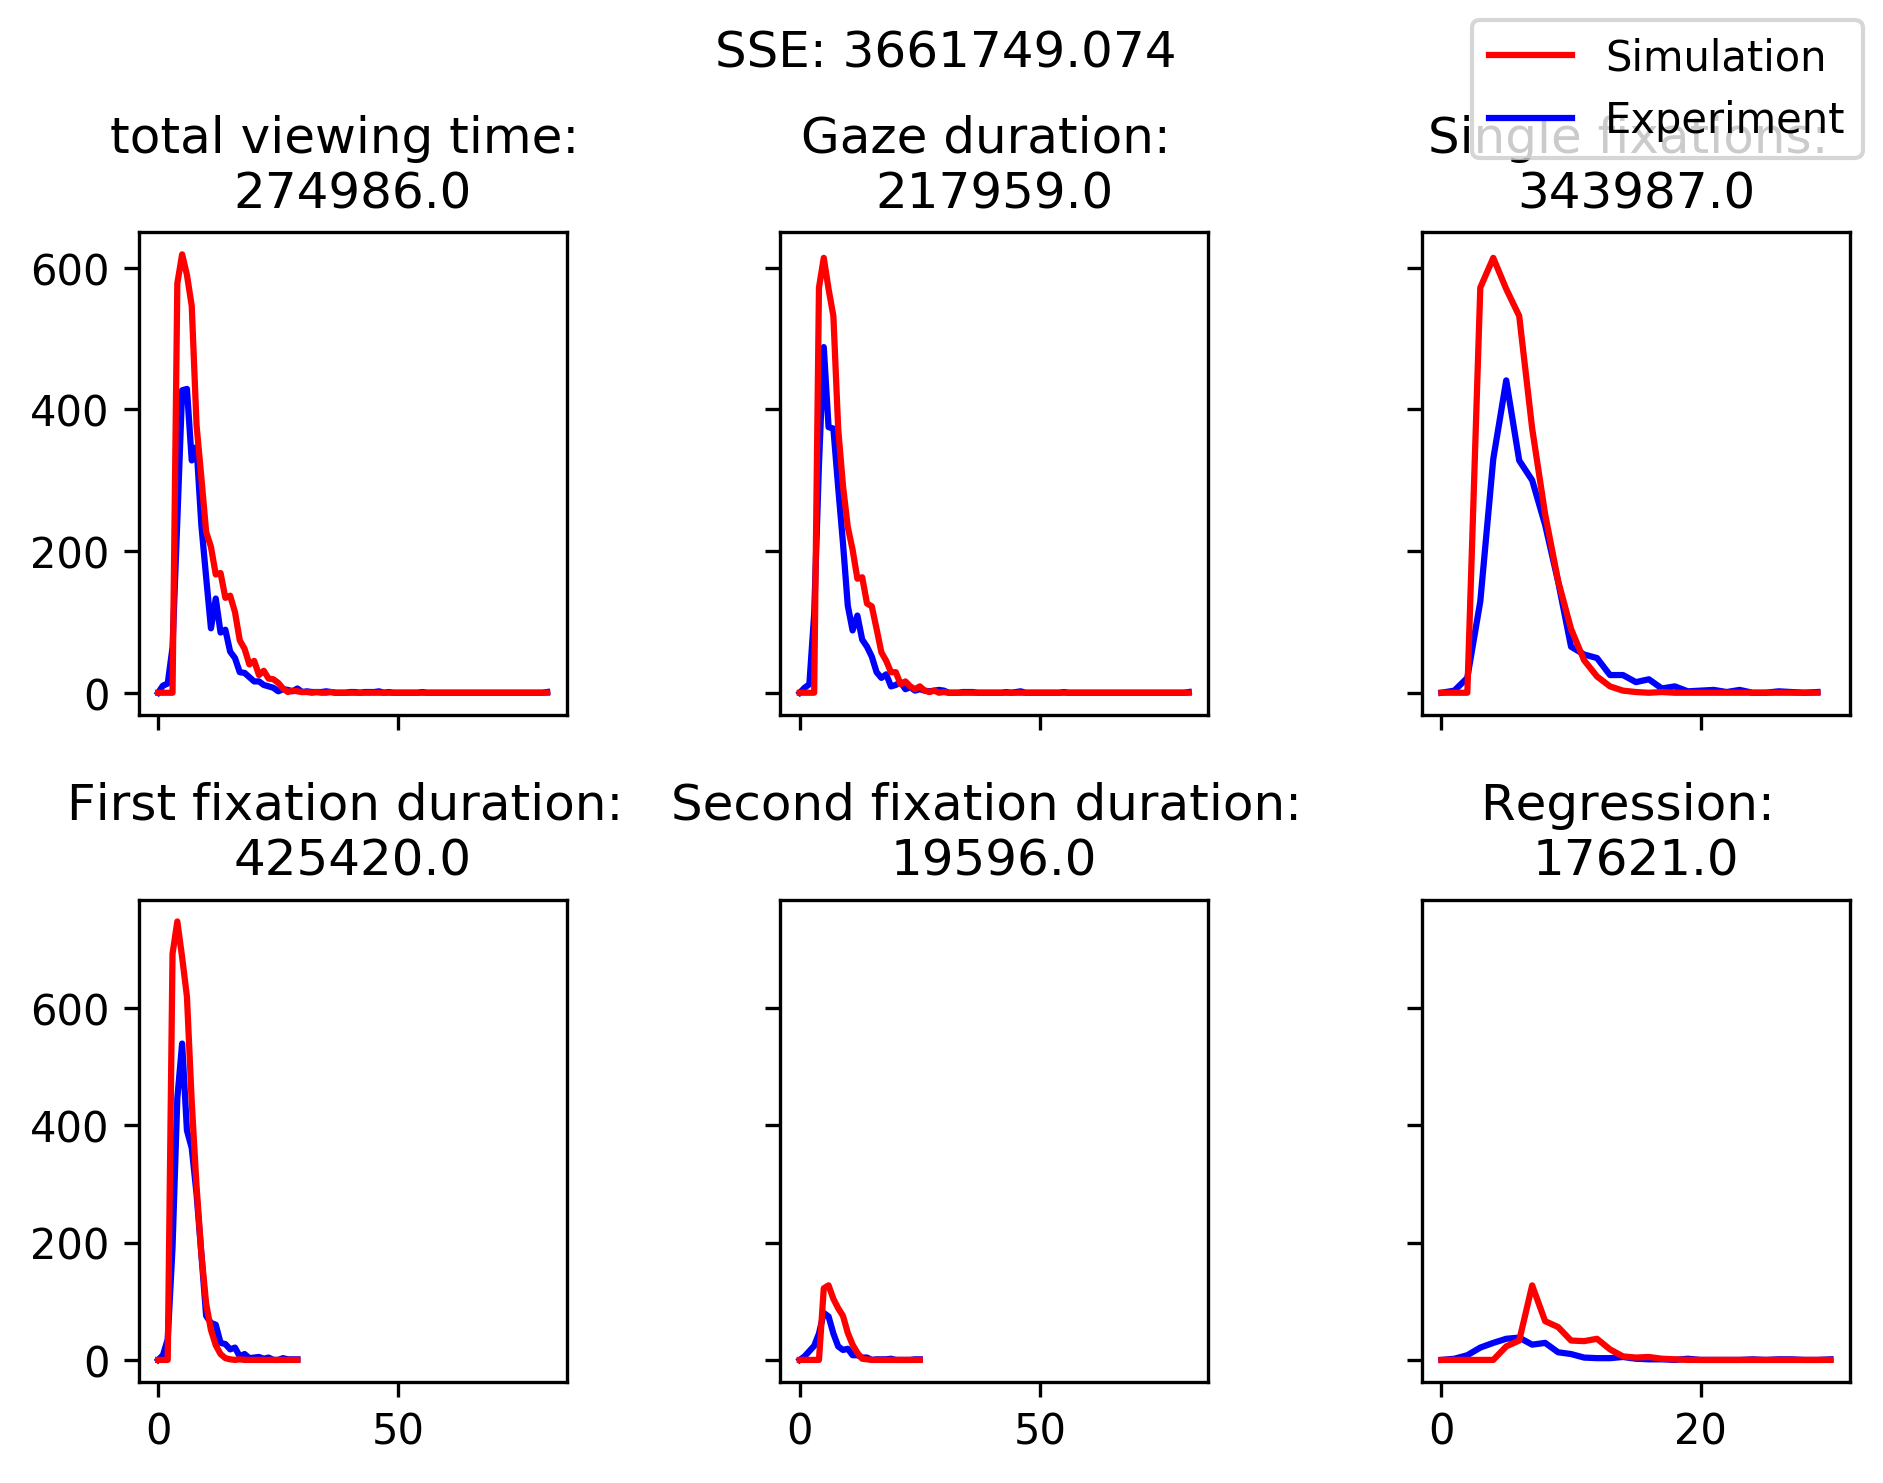 SSE: 3661749.074
Simulation
Experiment
total viewing time:
274986.0
Gaze duration:
217959.0
Single fixations:
343987.0
600
400
200
0
First fixation duration:
425420.0
Second fixation duration:
19596.0
Regression:
17621.0
600
400
200
0
0
50
0
50
0
20